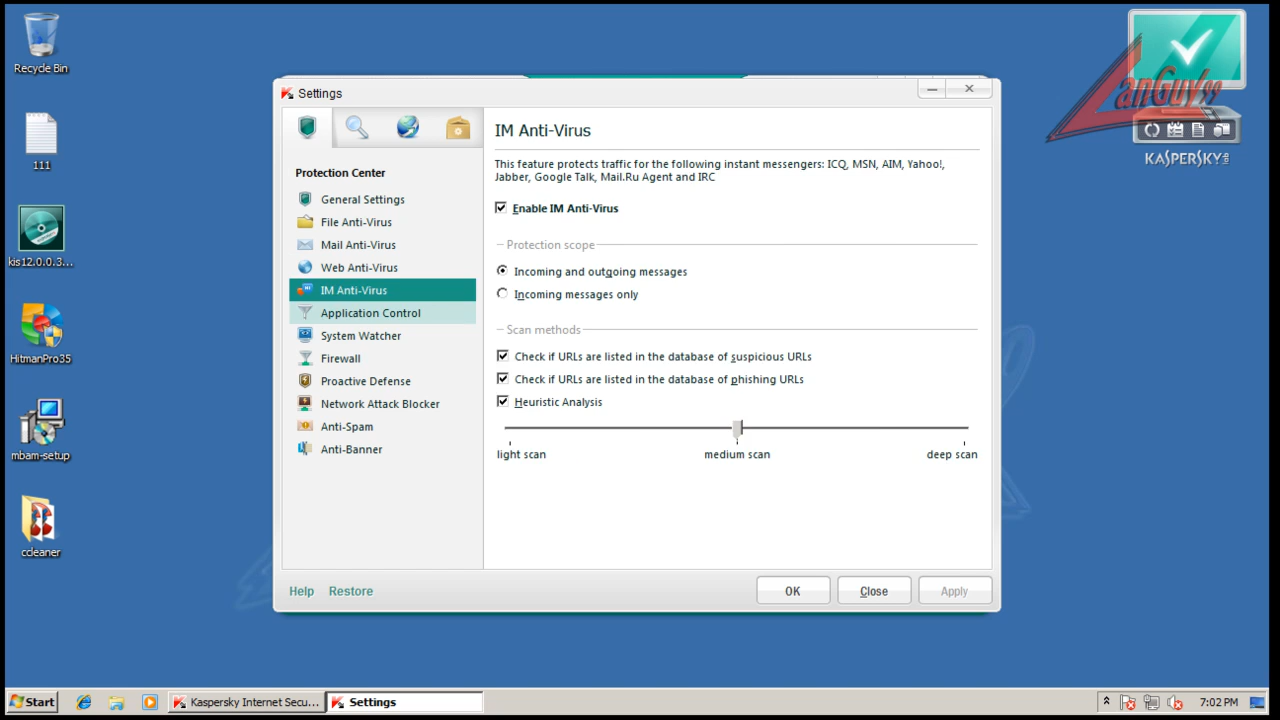 Recycle Bin
111
kis12.0.0.3...
HitmanPro35
mbam-setup
ccleaner
anGuy99
KASPERSKY
Settings
Protection Center
General Settings
File Anti-Virus
Mail Anti-Virus
Web Anti-Virus
IM Anti-Virus
Application Control
System Watcher
Firewall
Proactive Defense
Network Attack Blocker
Anti-Spam
Anti-Banner
IM Anti-Virus
This feature protects traffic for the following instant messengers: ICQ, MSN, AIM, Yahoo!,
Jabber, Google Talk, Mail.Ru Agent and IRC
Enable IM Anti-Virus
Protection scope
Incoming and outgoing messages
Incoming messages only
Scan methods
Check if URLs are listed in the database of suspicious URLs
Check if URLs are listed in the database of phishing URLs
Heuristic Analysis
light scan medium scan deep scan
Help Restore OK Close Apply
Start Kaspersky Internet Secu... Settings 7:02 PM